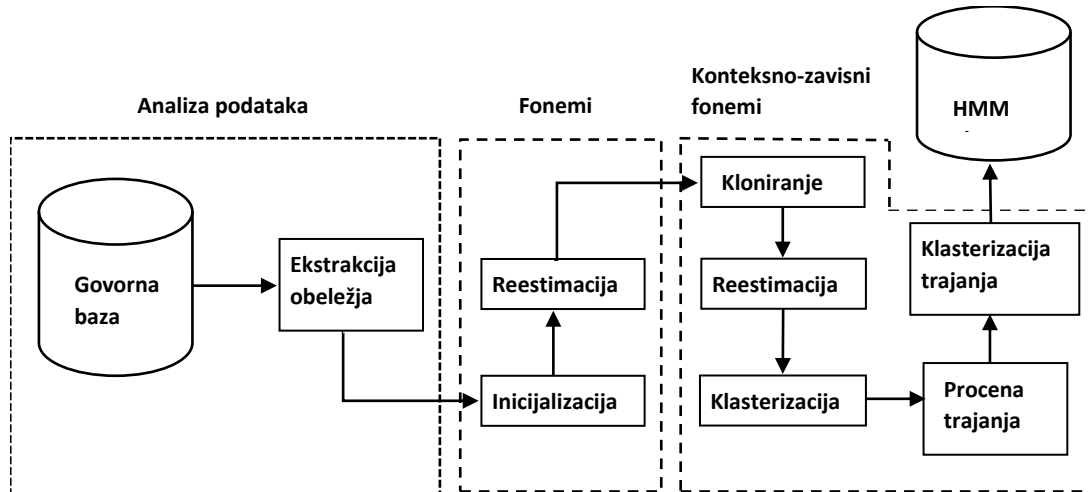 Analiza podataka
Govorna
baza
Ekstrakcija
obeležja
Fonemi
Reestimacija
Inicijalizacija
Konteksno-zavisni
fonemi
Kloniranje
Reestimacija
Klasterizacija
Procena
trajanja
Klasterizacija
trajanja
HMM